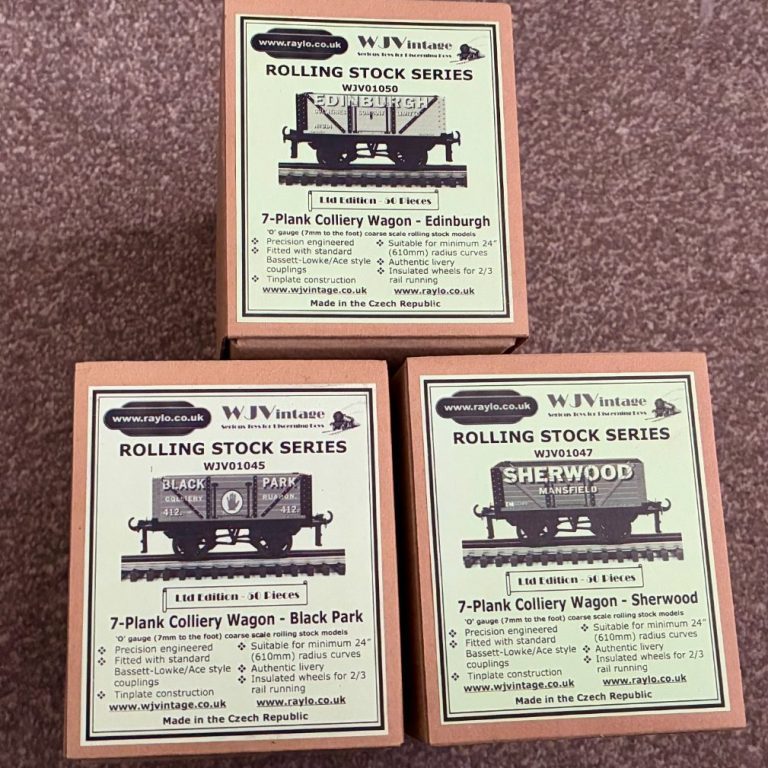 www.raylo.co.uk
WJVintage
Serious Toys for Discerning Boys
ROLLING STOCK SERIES
WJV01050
EDINBURGH
COMPANY LIMITED
Ltd Edition - 50 Pieces
7-Plank Colliery Wagon - Edinburgh
'O' gauge (7mm to the foot) coarse scale rolling stock models
❖ Precision engineered
❖ Fitted with standard
Bassett-Lowke/Ace style
couplings
❖ Tinplate construction
❖ Suitable for minimum 24"
(610mm) radius curves
❖ Authentic livery
❖ Insulated wheels for 2/3
rail running
www.wjvintage.co.uk www.raylo.co.uk
Made in the Czech Republic
www.raylo.co.uk
WJVintage
Serious Toys for Discerning Boys
ROLLING STOCK SERIES
WJV01045
BLACK PARK
COLLIERY RUABON.
412. 412.
Ltd Edition - 50 Pieces
7-Plank Colliery Wagon - Black Park
'O' gauge (7mm to the foot) coarse scale rolling stock models
❖ Precision engineered
❖ Fitted with standard
Bassett-Lowke/Ace style
couplings
❖ Tinplate construction
❖ Suitable for minimum 24"
(610mm) radius curves
❖ Authentic livery
❖ Insulated wheels for 2/3
rail running
www.wjvintage.co.uk www.raylo.co.uk
Made in the Czech Republic
www.raylo.co.uk
WJVintage
Serious Toys for Discerning Boys
ROLLING STOCK SERIES
WJV01047
SHERWOOD
MANSFIELD
Ltd Edition - 50 Pieces
7-Plank Colliery Wagon - Sherwood
'O' gauge (7mm to the foot) coarse scale rolling stock models
❖ Precision engineered
❖ Fitted with standard
Bassett-Lowke/Ace style
couplings
❖ Tinplate construction
❖ Suitable for minimum 24"
(610mm) radius curves
❖ Authentic livery
❖ Insulated wheels for 2/3
rail running
www.wjvintage.co.uk www.raylo.co.uk
Made in the Czech Republic